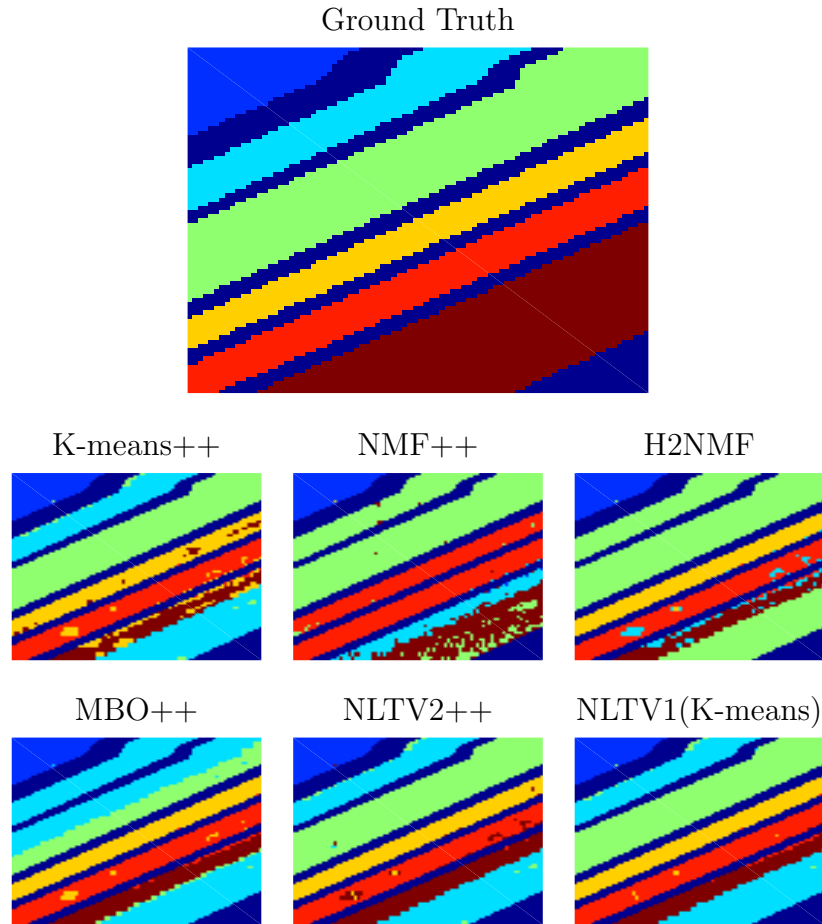 Ground Truth
K-means++
NMF++
H2NMF
MBO++
NLTV2++
NLTV1(K-means)